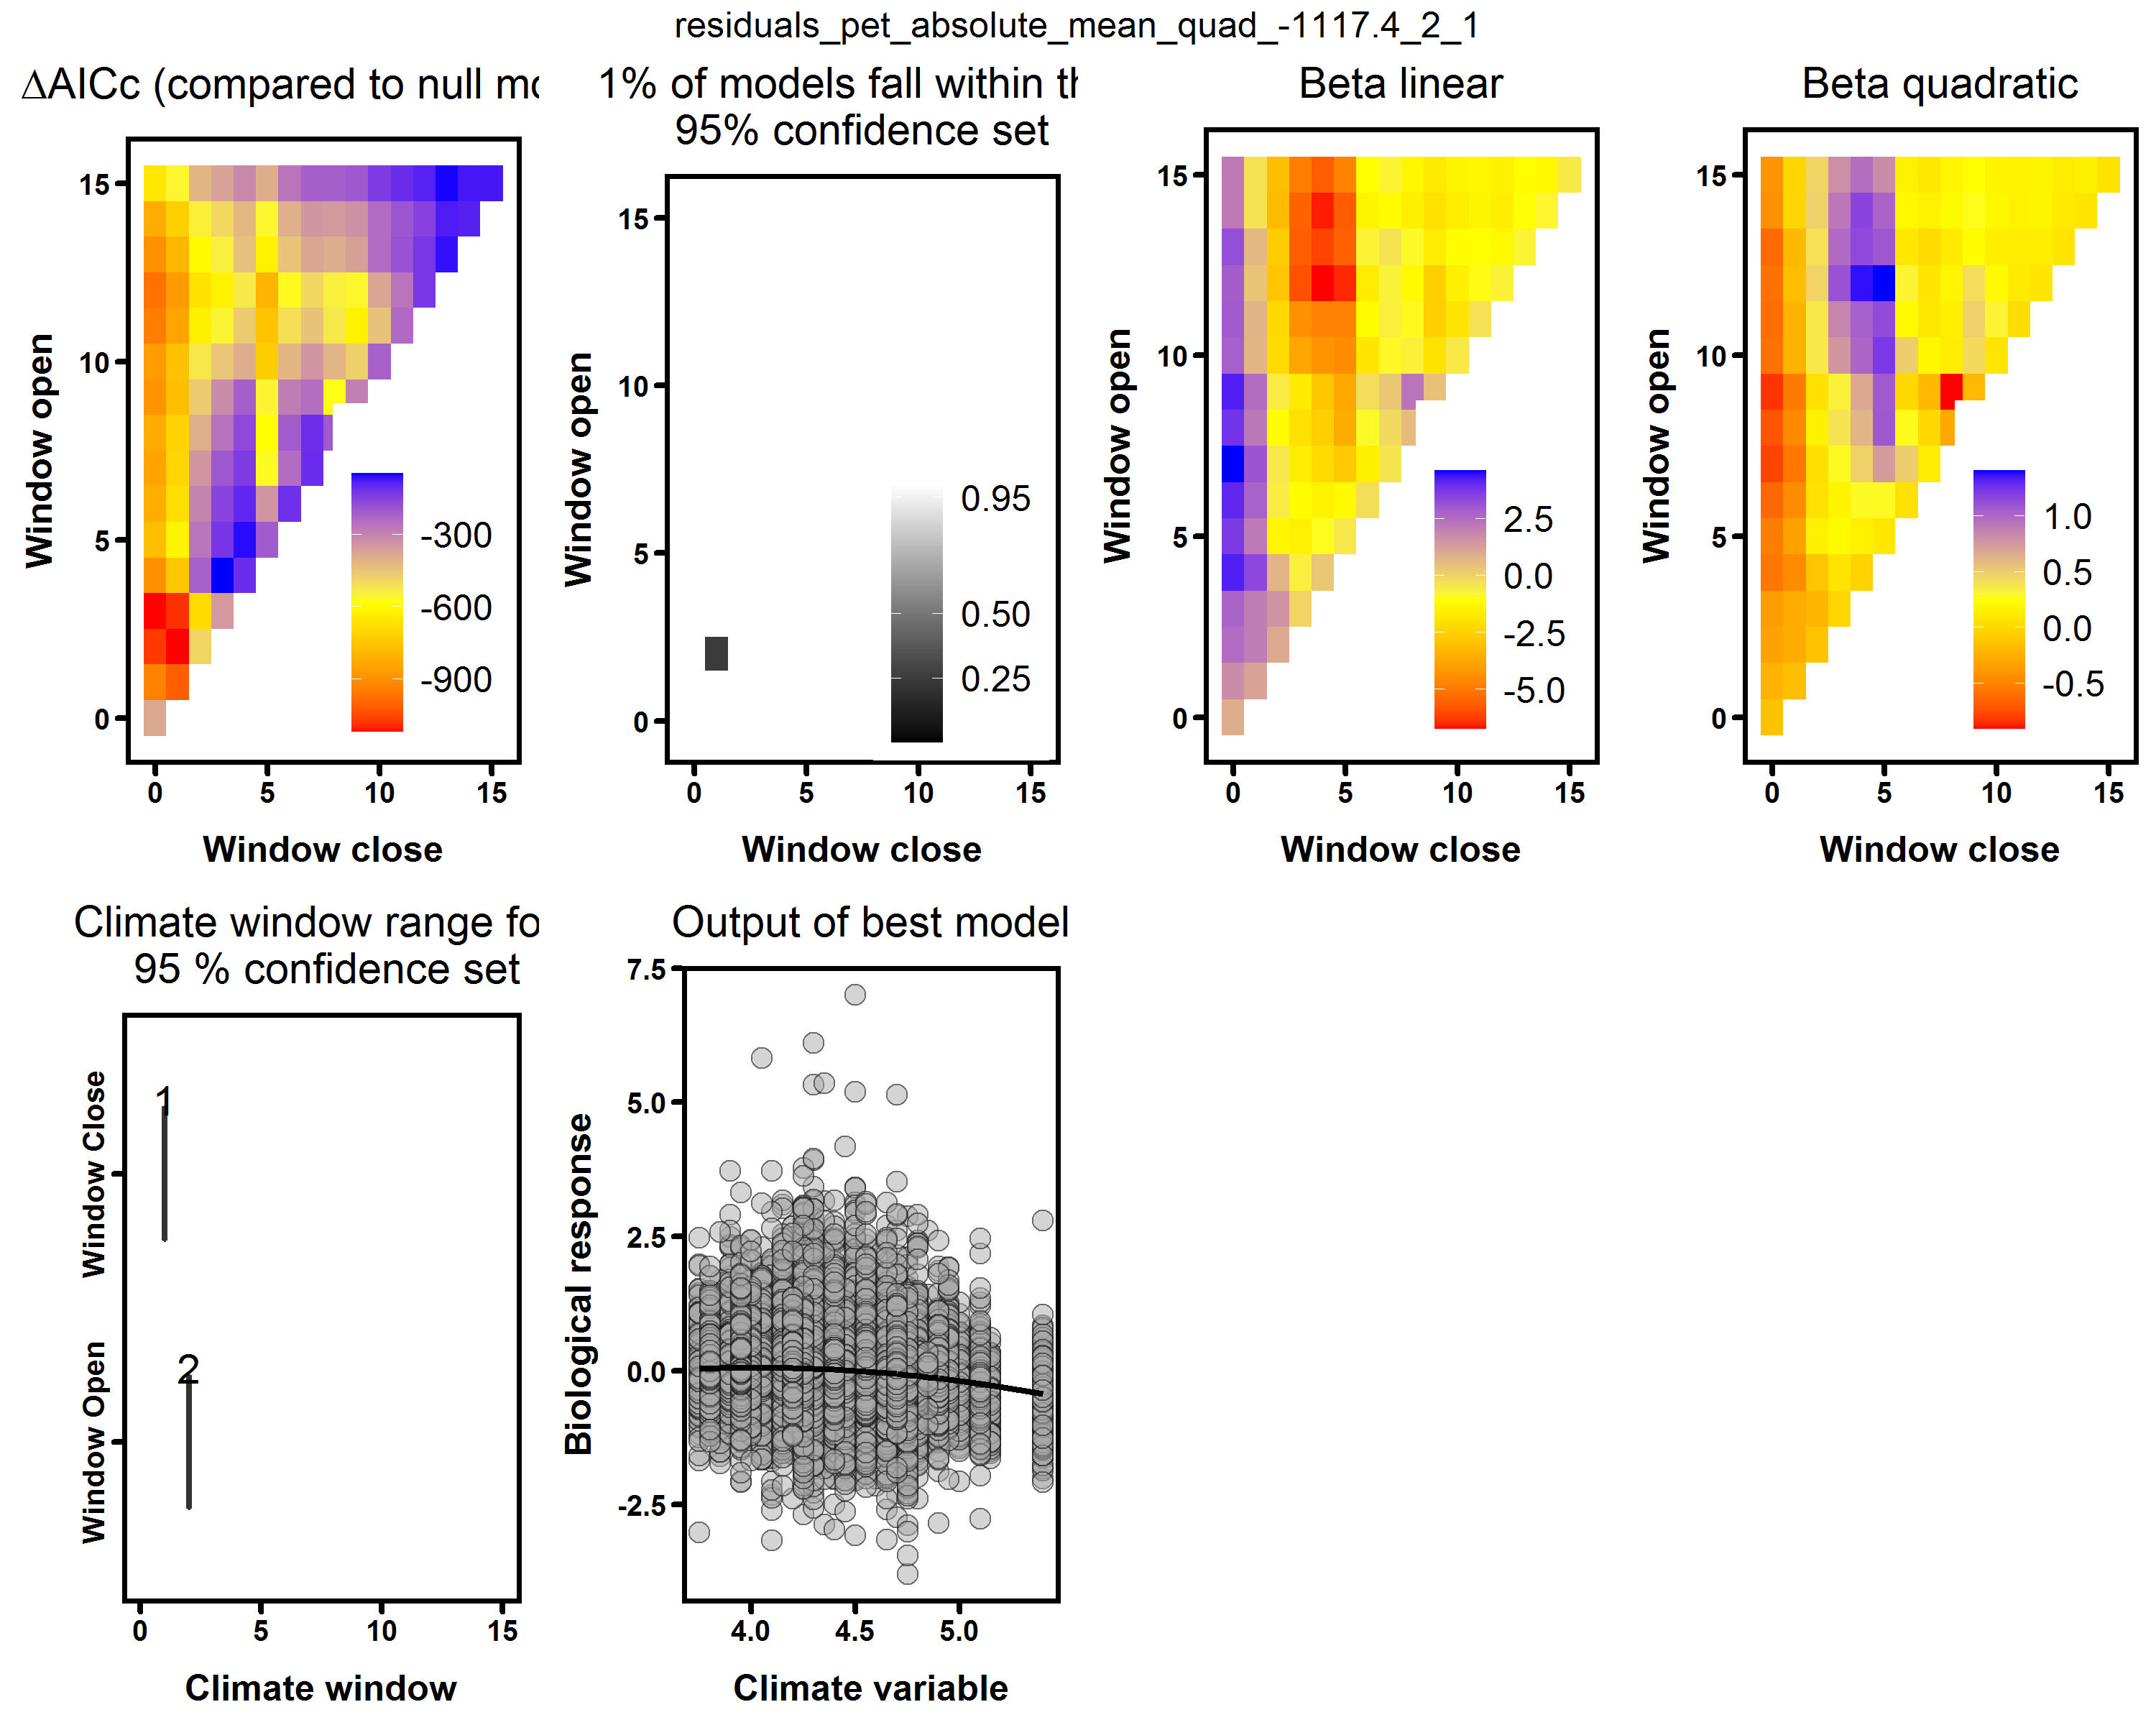 residuals_pet_absolute_mean_quad_-1117.4_2_1
ΔAICc (compared to null mo
15
10
5
0
0 5 10 15
Window open
Window close
-300
-600
-900
1% of models fall within th
95% confidence set
15
10
5
0
0 5 10 15
Window open
Window close
0.95
0.50
0.25
Beta linear
15
10
5
0
0 5 10 15
Window open
Window close
2.5
0.0
-2.5
-5.0
Beta quadratic
15
10
5
0
0 5 10 15
Window open
Window close
1.0
0.5
0.0
-0.5
Climate window range fo
95 % confidence set
Window Close
Window Open
1
2
0 5 10 15
Climate window
Output of best model
7.5
5.0
2.5
0.0
-2.5
4.0 4.5 5.0
Biological response
Climate variable